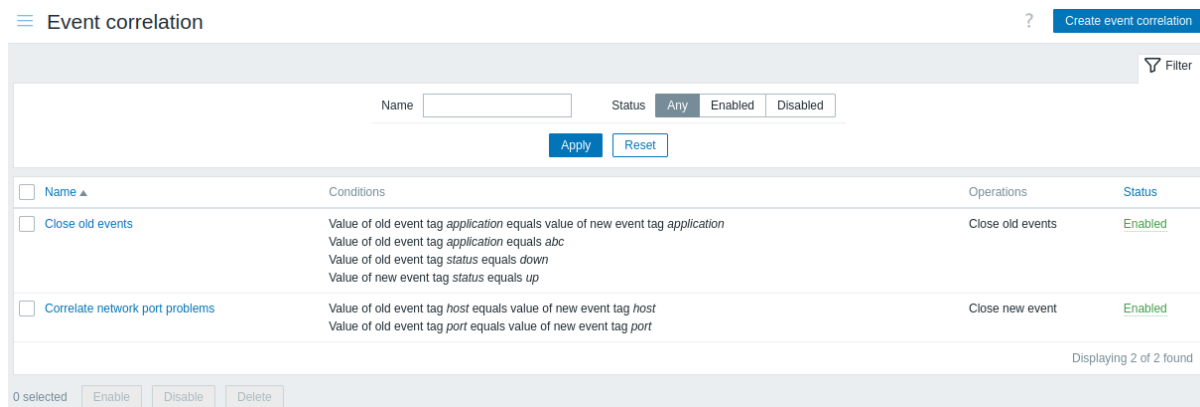 Event correlation ? Create event correlation
Filter
Name Status Any Enabled Disabled
Apply Reset
Name Conditions Operations Status
Close old events Value of old event tag application equals value of new event tag application Close old events Enabled
Value of old event tag application equals abc
Value of old event tag status equals down
Value of new event tag status equals up
Correlate network port problems Value of old event tag host equals value of new event tag host Close new event Enabled
Value of old event tag port equals value of new event tag port
Displaying 2 of 2 found
0 selected Enable Disable Delete